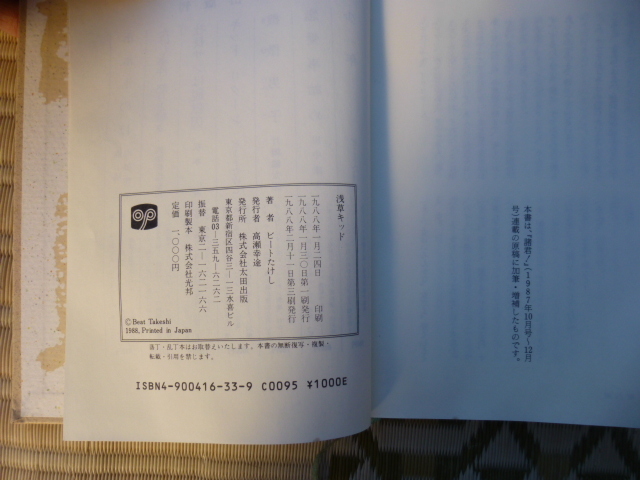 本書は、『諸君！』（1987年10月号〜12月
号）連載の原稿に加筆・増補したものです。
浅草キッド
一九八八年一月二四日　印刷
一九八八年一月三〇日第一刷発行
一九八八年二月十一日第三刷発行
著者　ビートたけし
発行者　高瀬幸途
発行所　株式会社太田出版
東京都新宿区四谷三—一三水喜ビル
電話03—三五九—六二六二
振替　東京二—一六二一六六
印刷製本　株式会社光邦
定価　一、〇〇〇円
op
©Beat Takeshi
1988, Printed in Japan
落丁・乱丁本はお取替えいたします。本書の無断複写・複製・
転載・引用を禁じます。
ISBN4-900416-33-9 C0095 ¥1000E